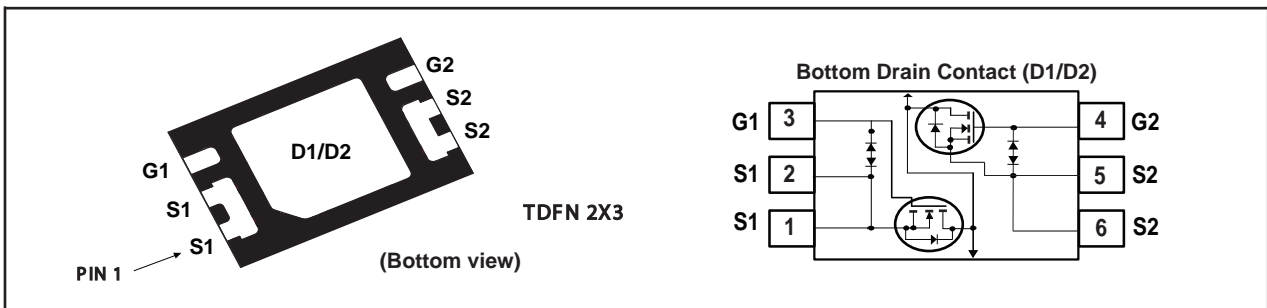 G2
S2
S2
D1/D2
G1
S1
S1
PIN 1
(Bottom view)
TDFN 2X3
Bottom Drain Contact (D1/D2)
G1 3 4 G2
S1 2 5 S2
S1 1 6 S2